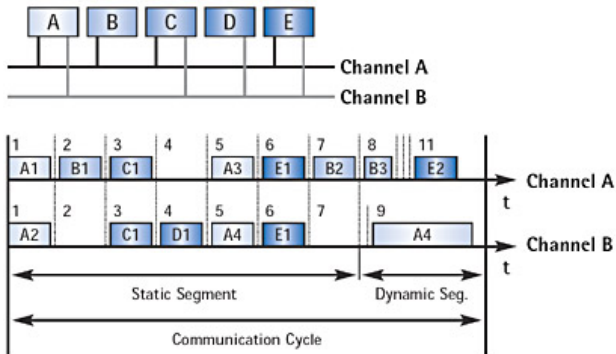 A B C D E
Channel A
Channel B
1 2 3 4 5 6 7 8 11
A1 B1 C1 A3 E1 B2 B3 E2
Channel A
t
1 2 3 4 5 6 7 9
A2 C1 D1 A4 E1 A4
Channel B
t
Static Segment Dynamic Seg.
Communication Cycle